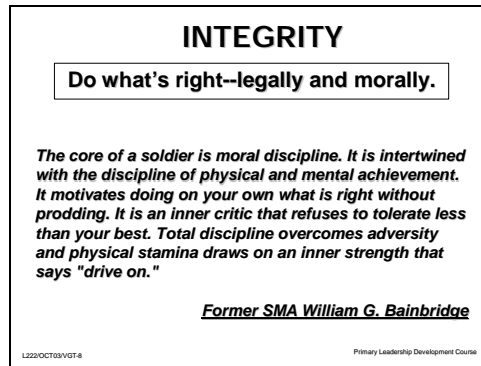 INTEGRITY
Do what's right--legally and morally.
The core of a soldier is moral discipline. It is intertwined
with the discipline of physical and mental achievement.
It motivates doing on your own what is right without
prodding. It is an inner critic that refuses to tolerate less
than your best. Total discipline overcomes adversity
and physical stamina draws on an inner strength that
says "drive on."
Former SMA William G. Bainbridge
L222/OCT03/VGT-8
Primary Leadership Development Course